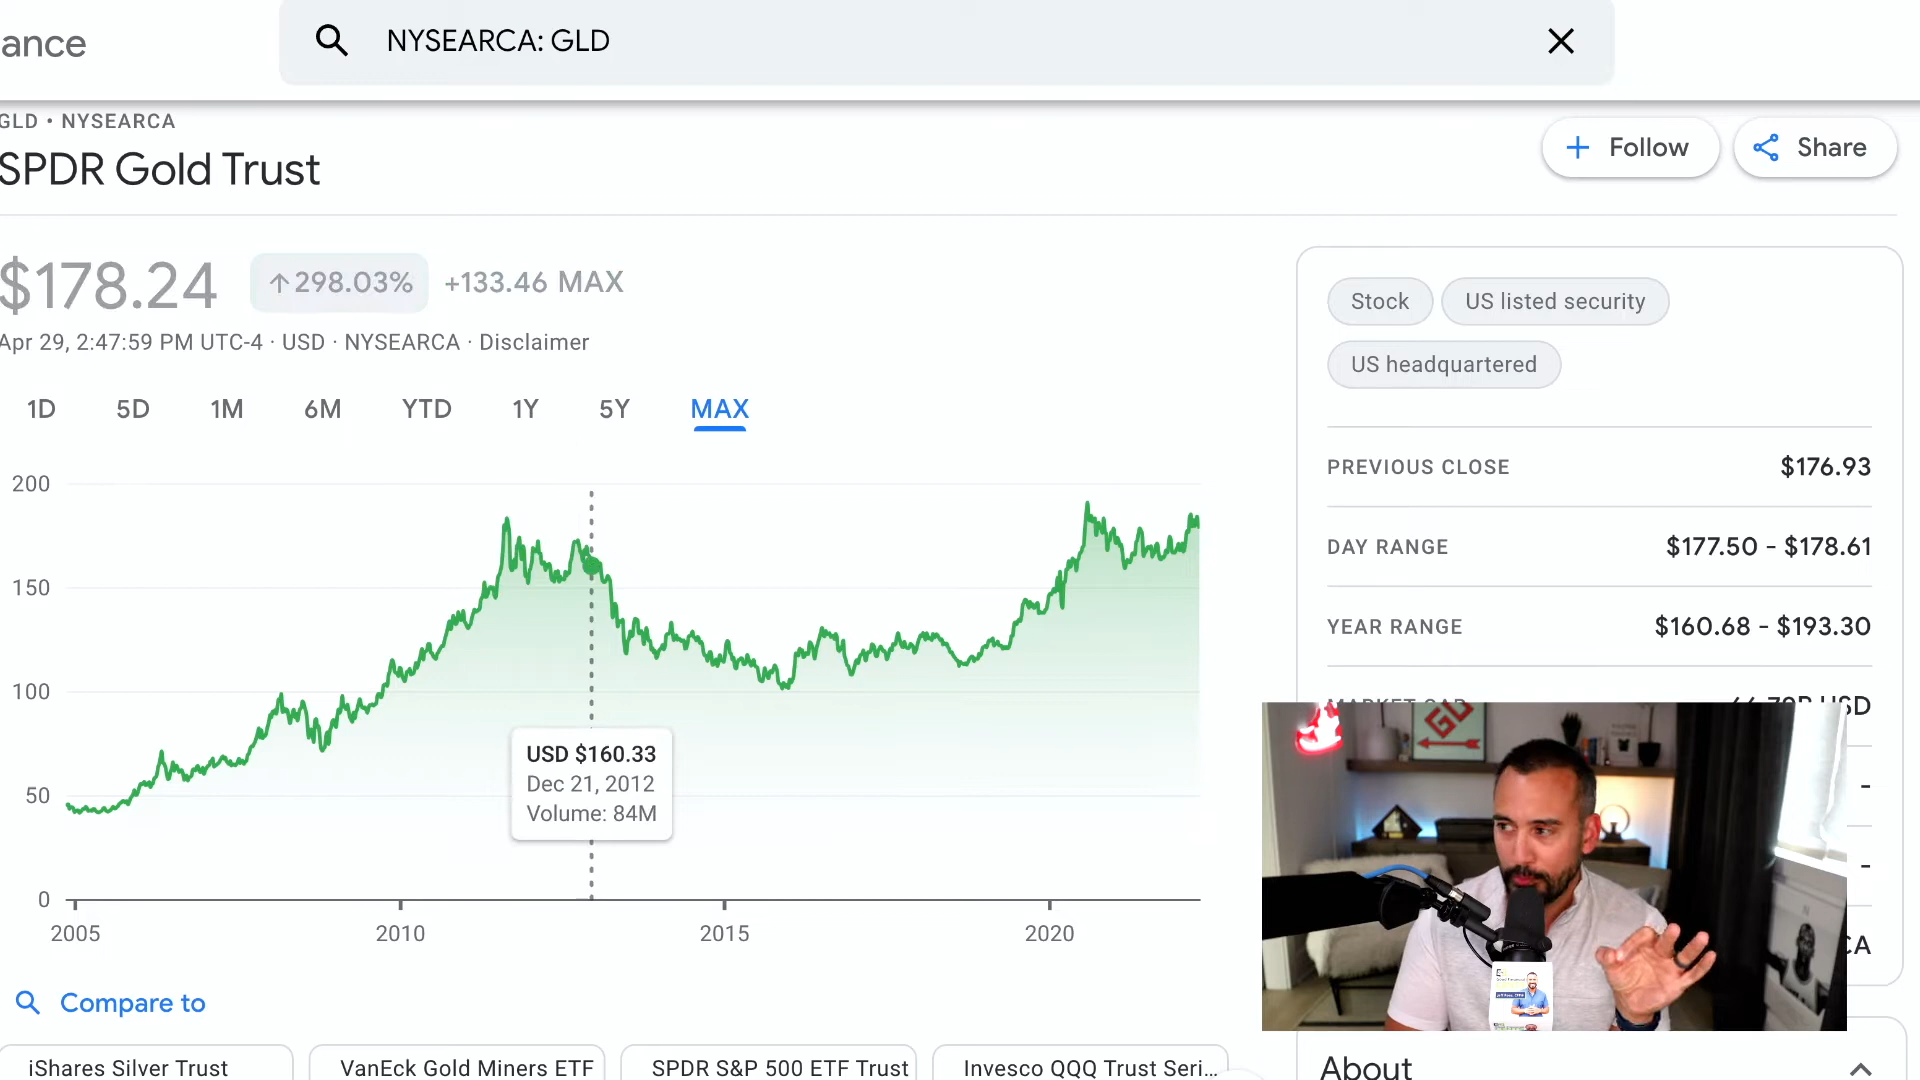 ance
NYSEARCA: GLD
GLD • NYSEARCA
SPDR Gold Trust
Follow
Share
$178.24
↑298.03%
+133.46 MAX
Apr 29, 2:47:59 PM UTC-4 · USD · NYSEARCA · Disclaimer
1D 5D 1M 6M YTD 1Y 5Y MAX
200
150
100
50
0
USD $160.33
Dec 21, 2012
Volume: 84M
2005 2010 2015 2020
Compare to
iShares Silver Trust
VanEck Gold Miners ETF
SPDR S&P 500 ETF Trust
Invesco QQQ Trust Seri...
Stock
US listed security
US headquartered
PREVIOUS CLOSE $176.93
DAY RANGE $177.50 - $178.61
YEAR RANGE $160.68 - $193.30
MARKET CAP USD
-
-
CA
About